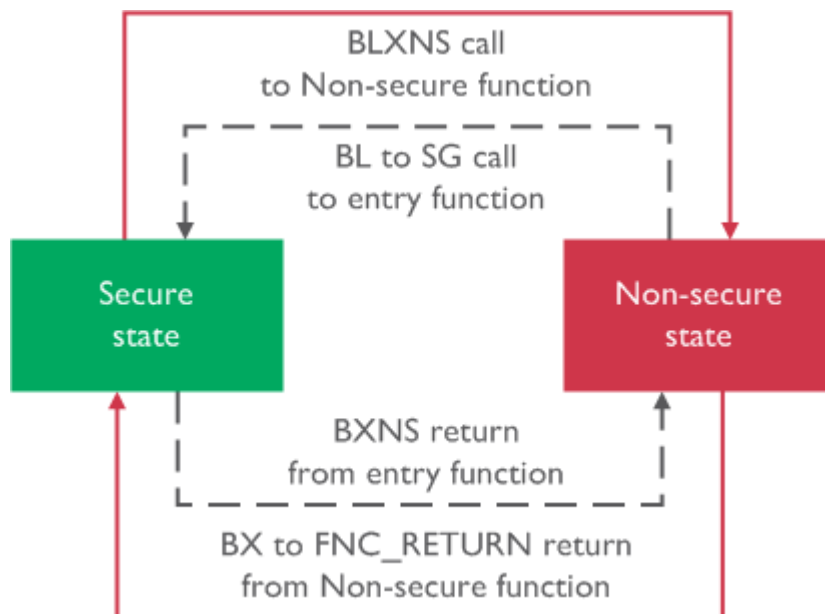 BLXNS call
to Non-secure function
BL to SG call
to entry function
Secure
state
Non-secure
state
BXNS return
from entry function
BX to FNC_RETURN return
from Non-secure function